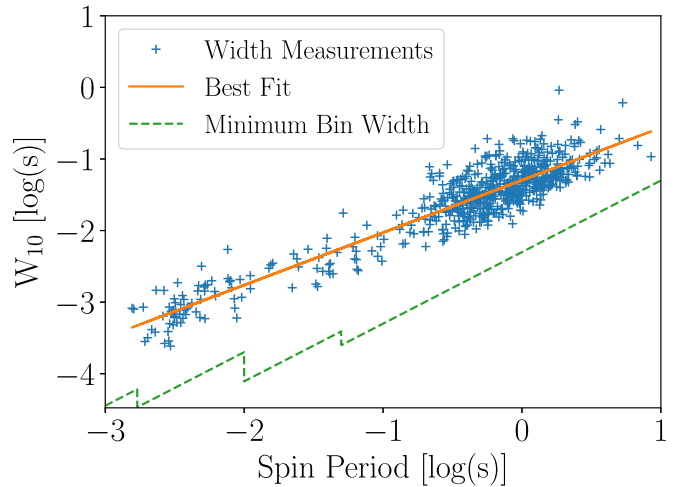 1
0
−1
−2
−3
−4
W₁₀ [log(s)]
Width Measurements
Best Fit
Minimum Bin Width
−3 −2 −1 0 1
Spin Period [log(s)]